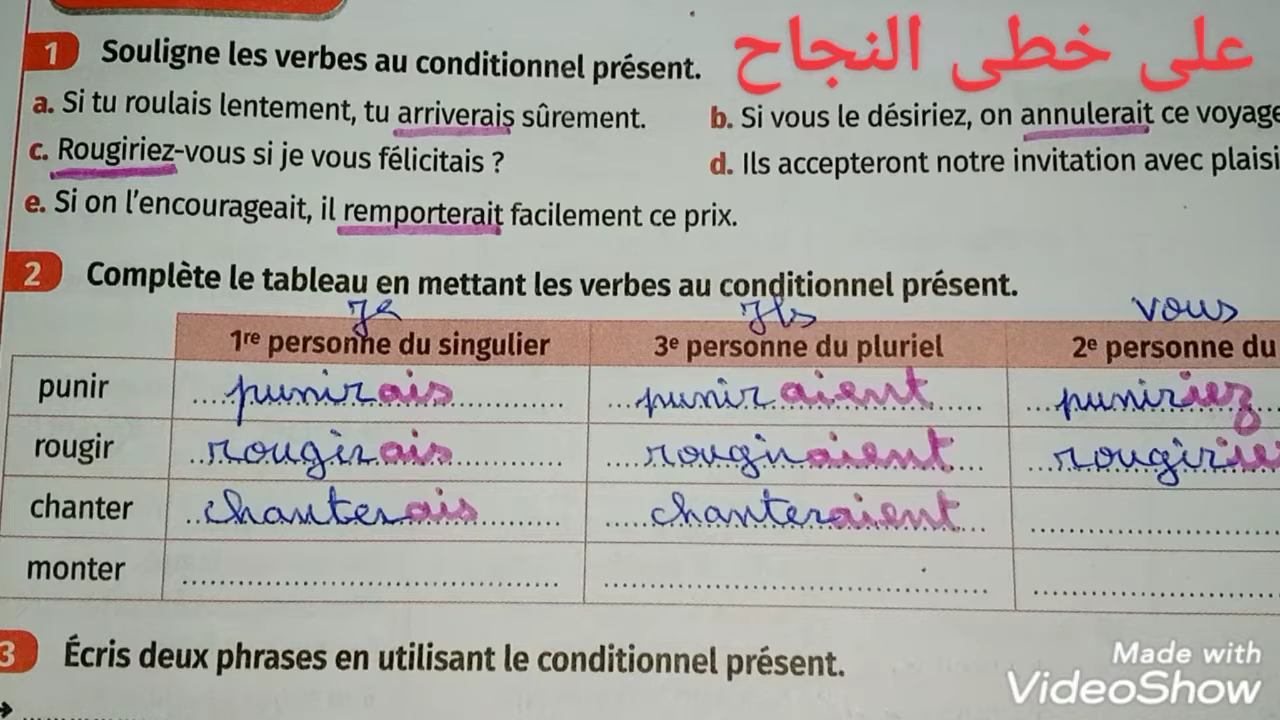 على خطى النجاح
1 Souligne les verbes au conditionnel présent.
a. Si tu roulais lentement, tu arriverais sûrement. b. Si vous le désiriez, on annulerait ce voyage
c. Rougiriez-vous si je vous félicitais ? d. Ils accepteront notre invitation avec plaisi
e. Si on l'encourageait, il remporterait facilement ce prix.
2 Complète le tableau en mettant les verbes au conditionnel présent.
je Ils vous
1re personne du singulier 3e personne du pluriel 2e personne du
punir punirais puniraient puniriez
rougir rougirais rougiraient rougirie
chanter chanterais chanteraient
monter
3 Écris deux phrases en utilisant le conditionnel présent.
Made with
VideoShow